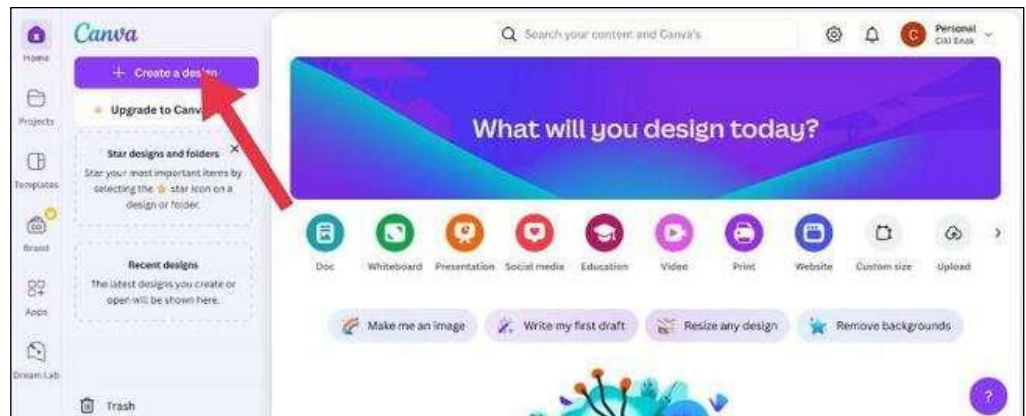 Canva
Search your content and Canva's
Personal
Ciki Enak
Home
+ Create a design
Projects
Upgrade to
Templates
Star designs and folders
Star your most important items by
selecting the ⭐ star icon on a
design or folder.
Brand
Recent designs
The latest designs you create or
open will be shown here.
Apps
Dream Lab
Trash
What will you design today?
Doc Whiteboard Presentation Social media Education Video Print Website Custom size Upload
Make me an image Write my first draft Resize any design Remove backgrounds
?